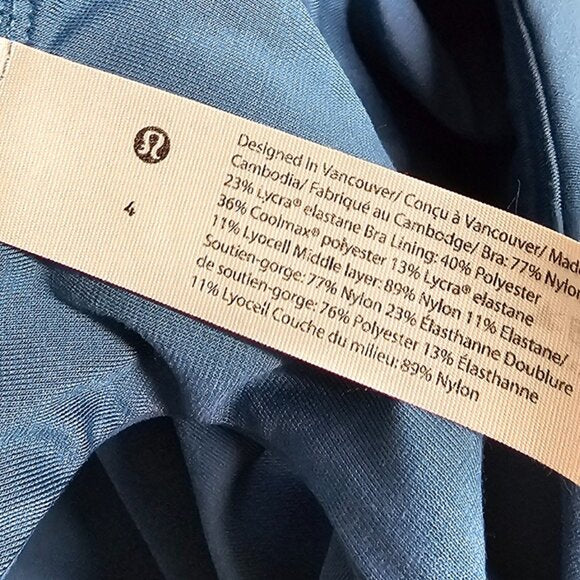 4
Designed In Vancouver/ Conçu à Vancouver/ Made
Cambodia/ Fabriqué au Cambodge/ Bra: 77% Nylon
23% Lycra® elastane Bra Lining: 40% Polyester
36% Coolmax® polyester 13% Lycra® elastane
11% Lyocell Middle layer: 89% Nylon 11% Elastane/
Soutien-gorge: 77% Nylon 23% Élasthanne Doublure
de soutien-gorge: 76% Polyester 13% Élasthanne
11% Lyocell Couche du milieu: 89% Nylon